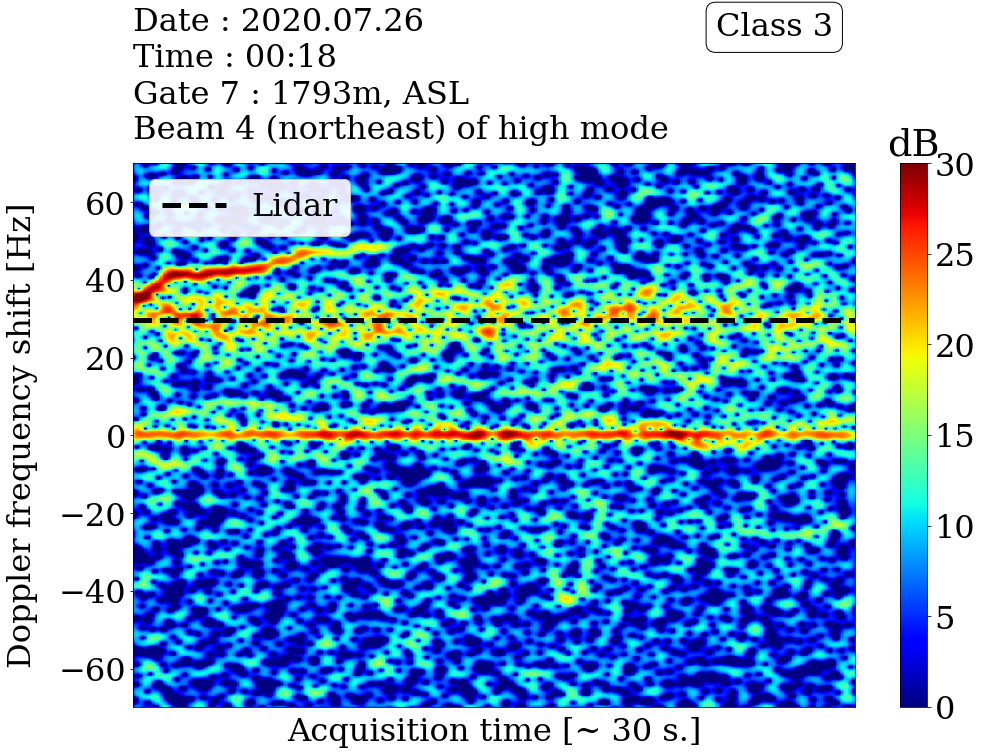 Date : 2020.07.26
Time : 00:18
Gate 7 : 1793m, ASL
Beam 4 (northeast) of high mode
Class 3
Lidar
Doppler frequency shift [Hz]
60
40
20
0
−20
−40
−60
Acquisition time [~ 30 s.]
dB
30
25
20
15
10
5
0